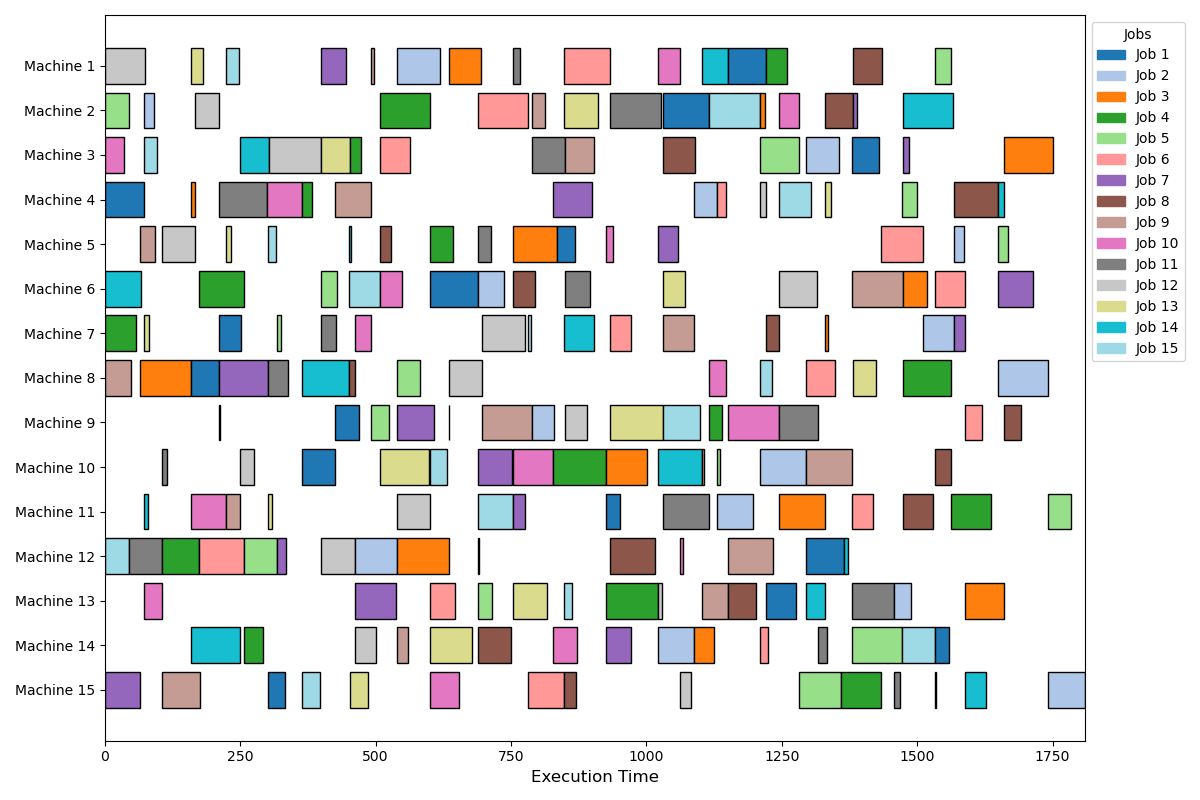 Machine 1
Machine 2
Machine 3
Machine 4
Machine 5
Machine 6
Machine 7
Machine 8
Machine 9
Machine 10
Machine 11
Machine 12
Machine 13
Machine 14
Machine 15
0 250 500 750 1000 1250 1500 1750
Execution Time
Jobs
Job 1
Job 2
Job 3
Job 4
Job 5
Job 6
Job 7
Job 8
Job 9
Job 10
Job 11
Job 12
Job 13
Job 14
Job 15